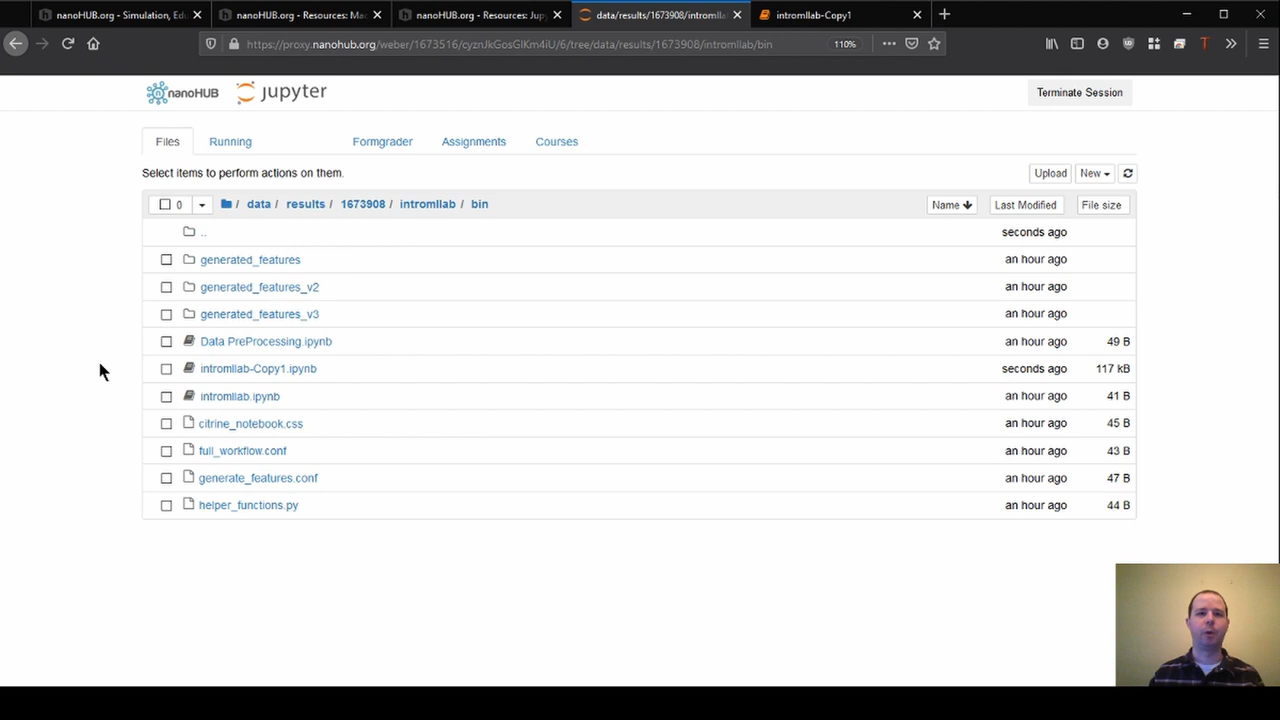 nanoHUB.org - Simulation, Ed
nanoHUB.org - Resources: Ma
nanoHUB.org - Resources: Jup
data/results/1673908/intromllab/
intromllab-Copy1
https://proxy.nanohub.org/weber/1673516/cyznJkGosGlKm4iU/6/tree/data/results/1673908/intromllab/bin
110%
nanoHUB
jupyter
Terminate Session
Files
Running
Formgrader
Assignments
Courses
Select items to perform actions on them.
Upload
New
0
/ data / results / 1673908 / intromllab / bin
Name
Last Modified
File size
.. seconds ago
generated_features an hour ago
generated_features_v2 an hour ago
generated_features_v3 an hour ago
Data PreProcessing.ipynb an hour ago 49 B
intromllab-Copy1.ipynb seconds ago 117 kB
intromllab.ipynb an hour ago 41 B
citrine_notebook.css an hour ago 45 B
full_workflow.conf an hour ago 43 B
generate_features.conf an hour ago 47 B
helper_functions.py an hour ago 44 B